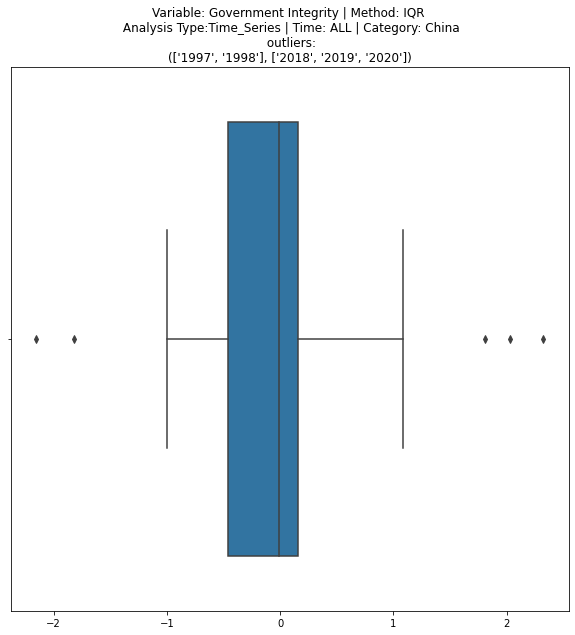 Variable: Government Integrity | Method: IQR
Analysis Type:Time_Series | Time: ALL | Category: China
outliers:
(['1997', '1998'], ['2018', '2019', '2020'])
−2 −1 0 1 2